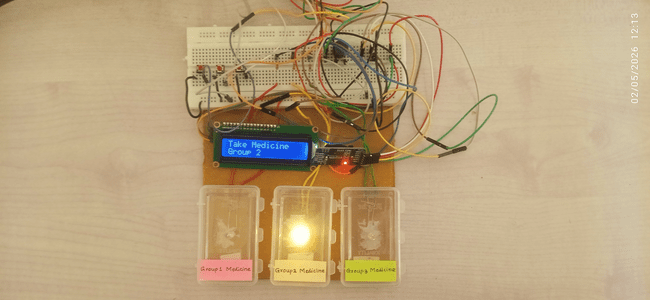 Take Medicine
Group 2
Group1 Medicine
Group2 Medicine
Group3 Medicine
02/05/2026 12:13